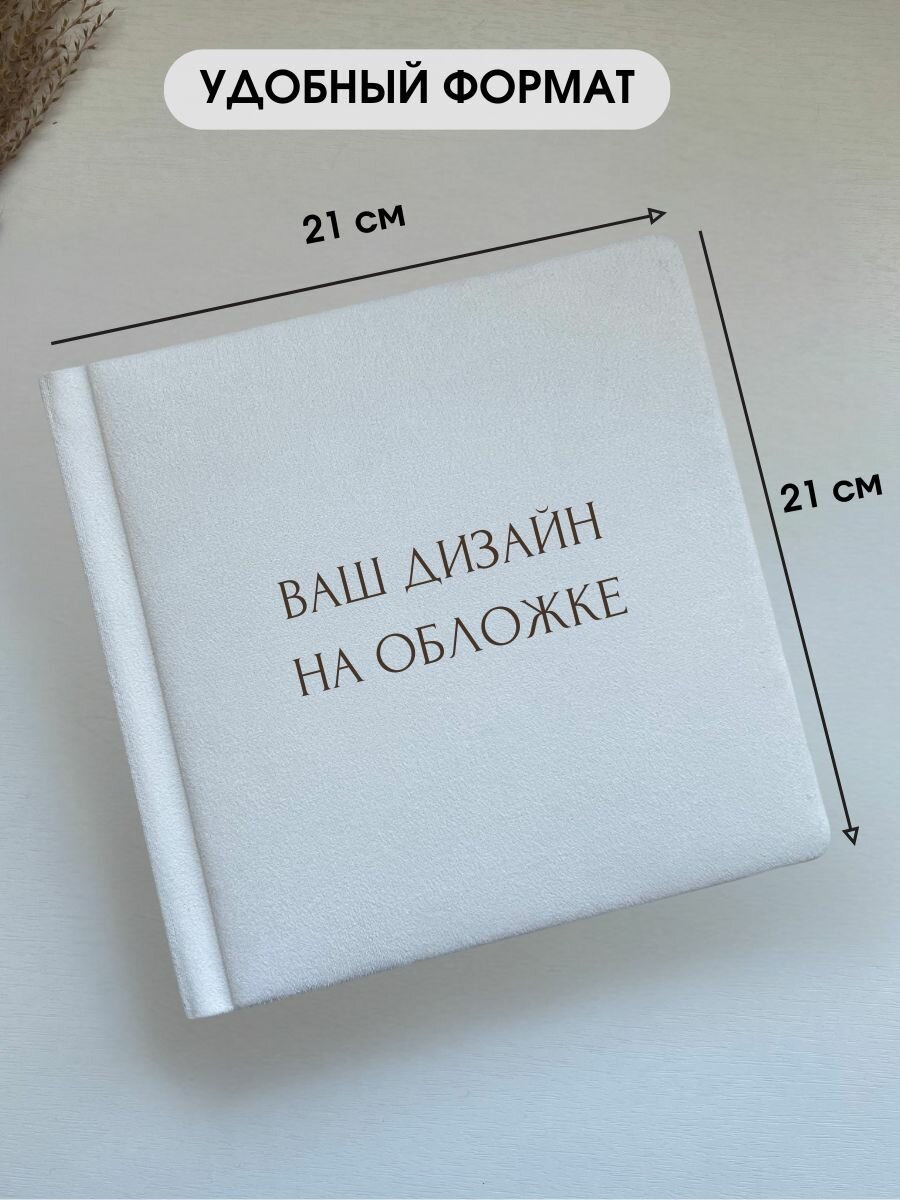 УДОБНЫЙ ФОРМАТ
21 см
21 см
ВАШ ДИЗАЙН
НА ОБЛОЖКЕ